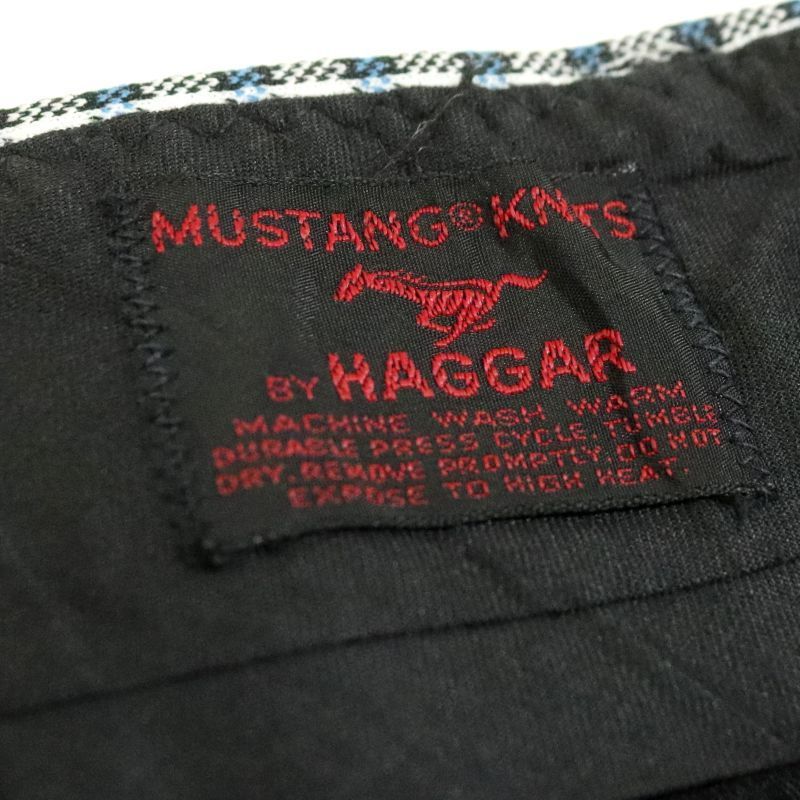 MUSTANG® KNITS
BY HAGGAR
MACHINE WASH WARM
DURABLE PRESS CYCLE. TUMBLE
DRY. REMOVE PROMPTLY. DO NOT
EXPOSE TO HIGH HEAT.